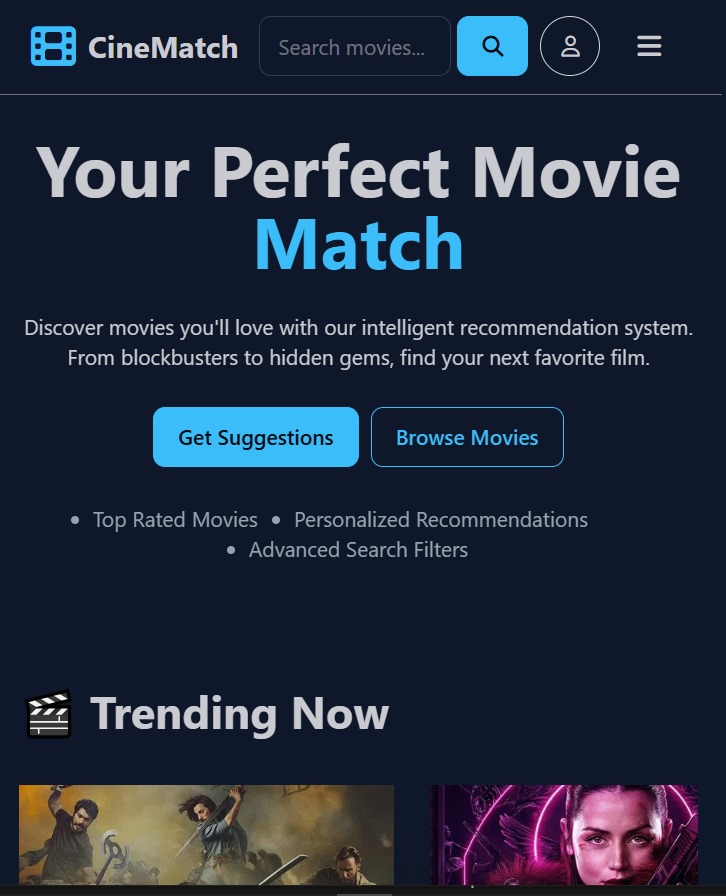 CineMatch
Search movies...
Your Perfect Movie
Match
Discover movies you'll love with our intelligent recommendation system.
From blockbusters to hidden gems, find your next favorite film.
Get Suggestions
Browse Movies
• Top Rated Movies • Personalized Recommendations
• Advanced Search Filters
Trending Now